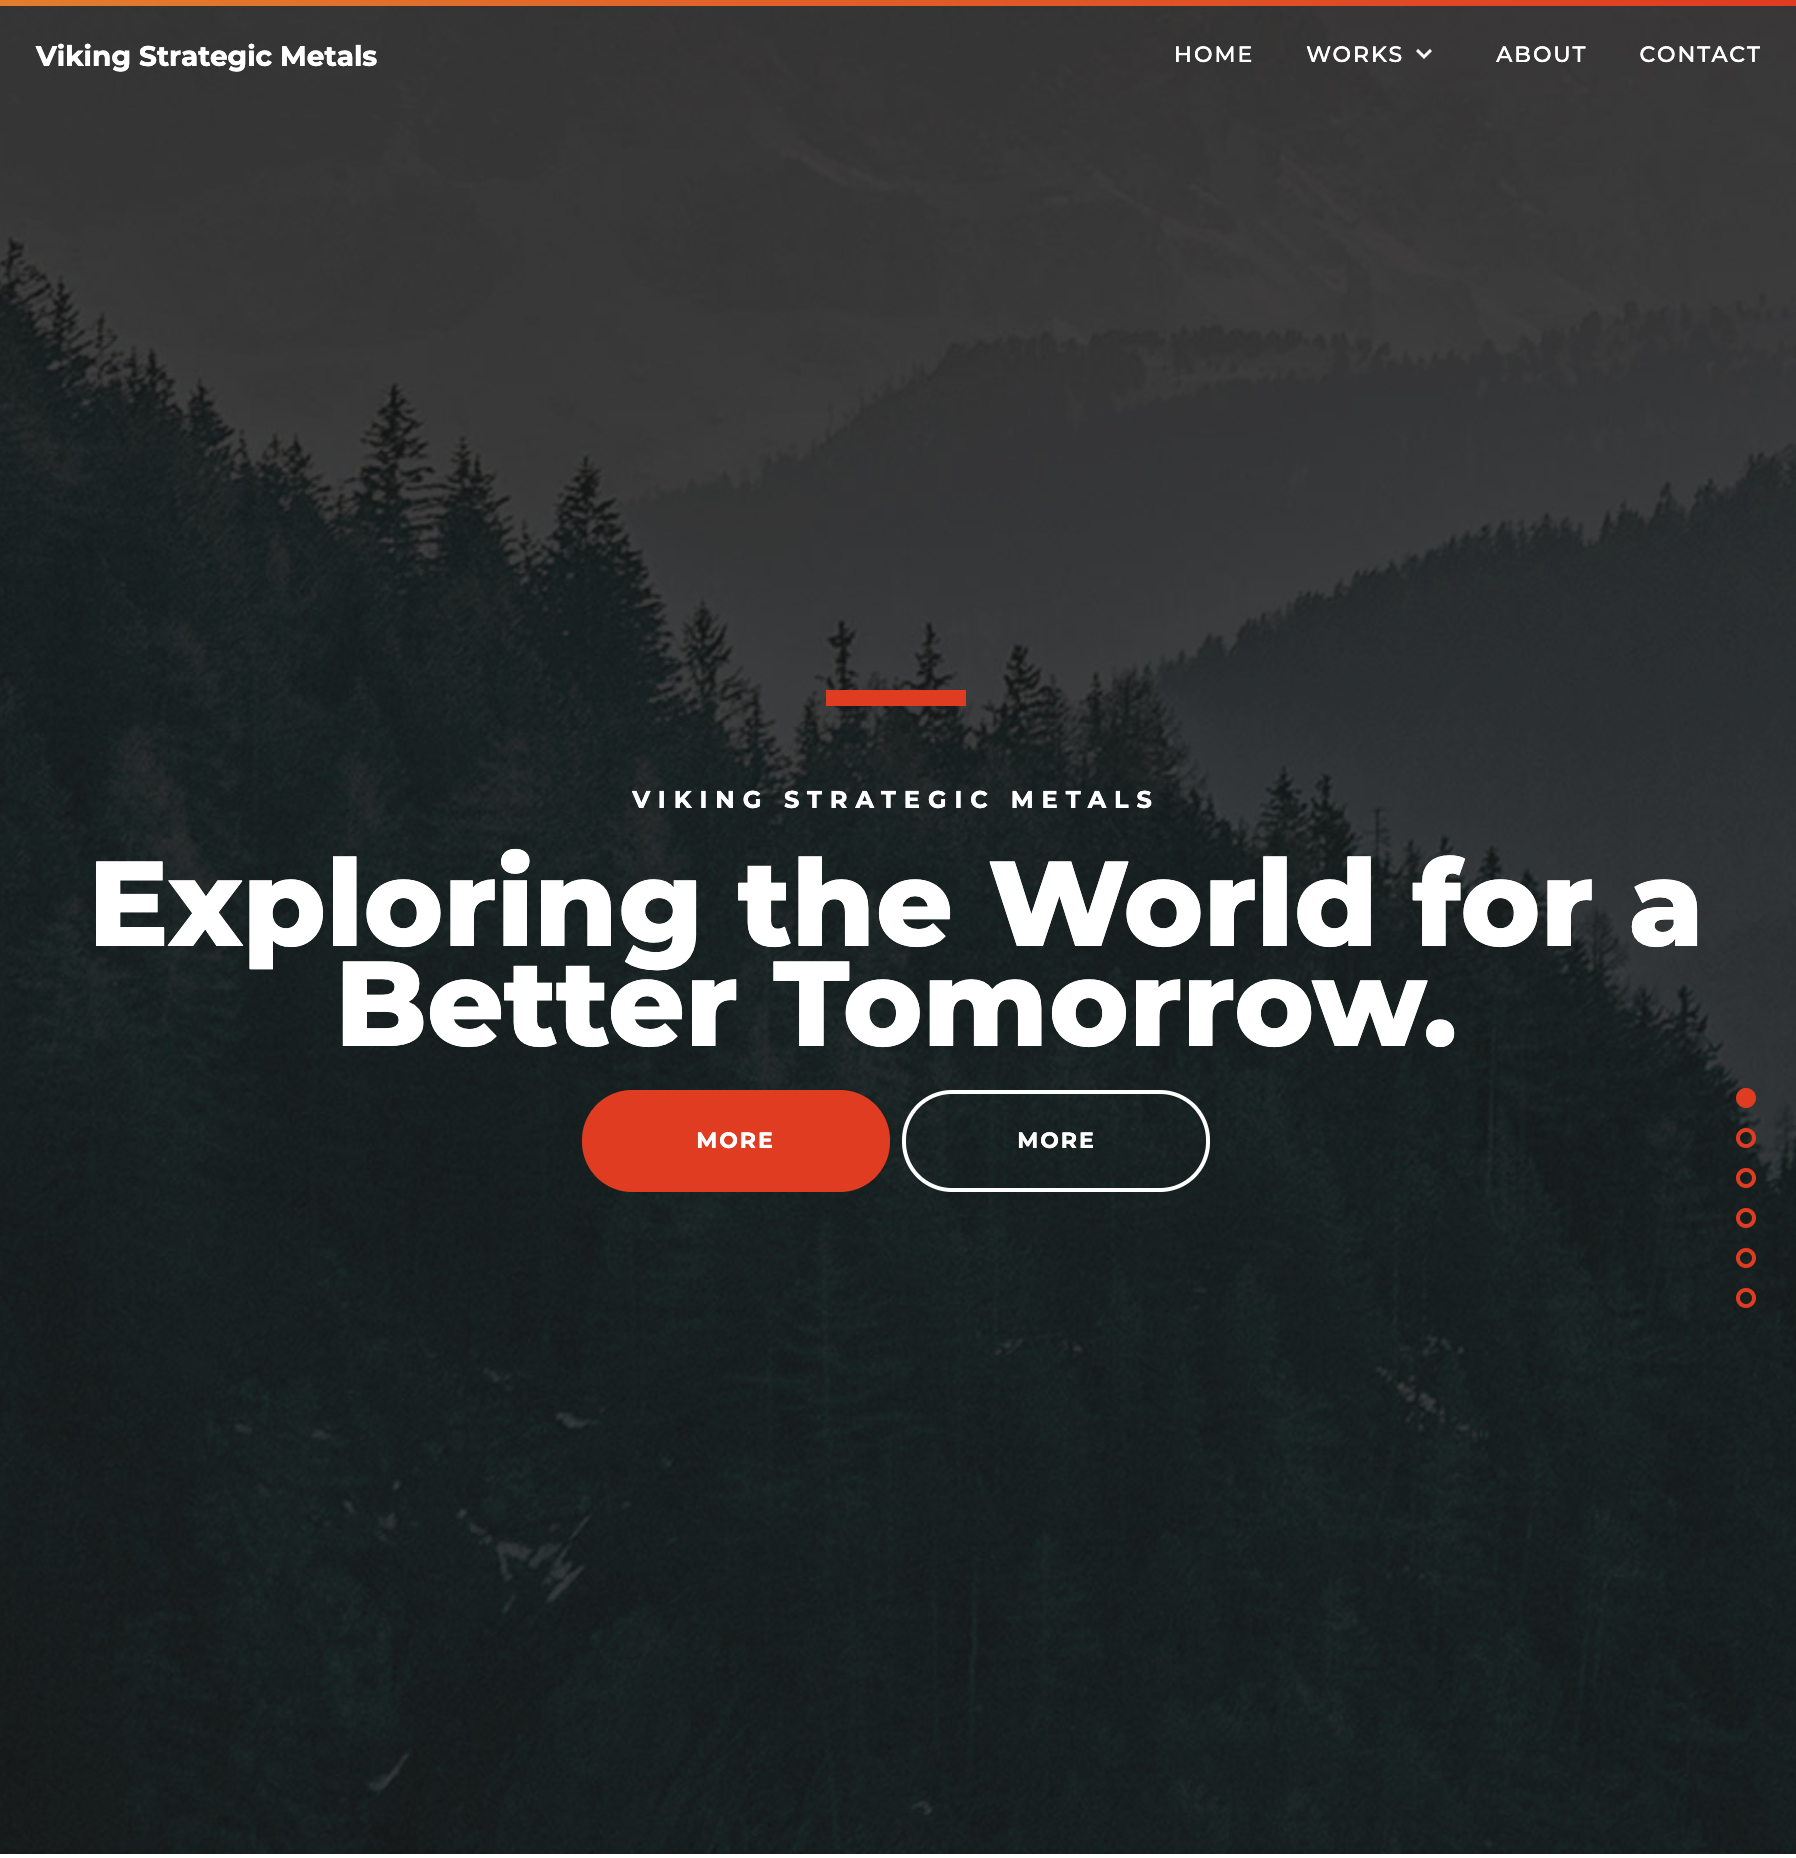 Viking Strategic Metals
HOME WORKS ABOUT CONTACT
VIKING STRATEGIC METALS
Exploring the World for a
Better Tomorrow.
MORE MORE